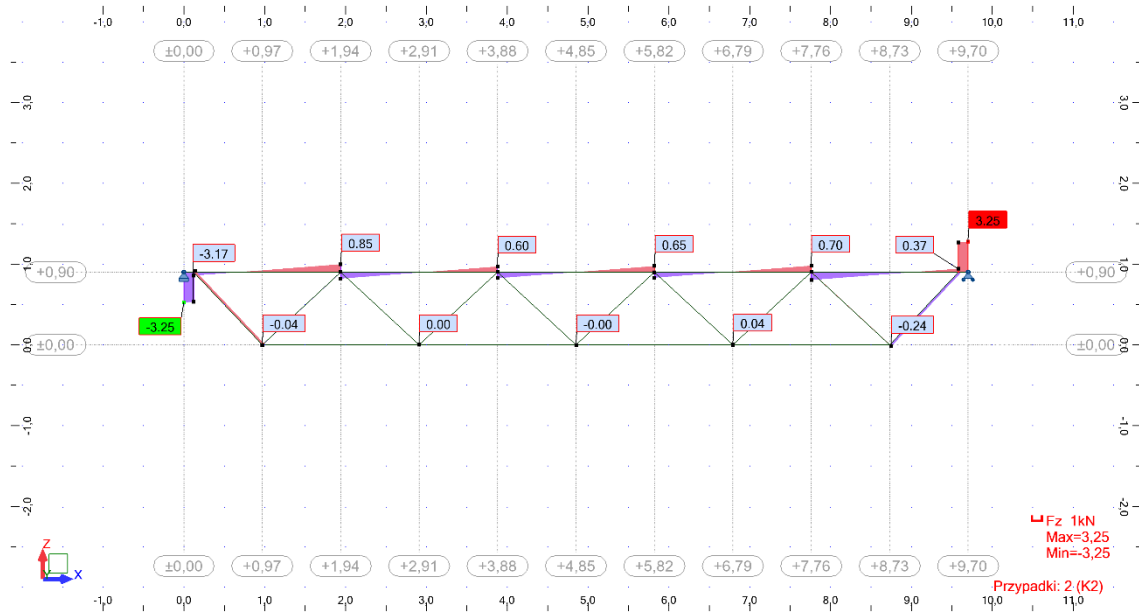 -1,0 0,0 1,0 2,0 3,0 4,0 5,0 6,0 7,0 8,0 9,0 10,0 11,0
±0,00 +0,97 +1,94 +2,91 +3,88 +4,85 +5,82 +6,79 +7,76 +8,73 +9,70
3,0 3,0
2,0 2,0
3.25
-3.17 0.85 0.60 0.65 0.70 0.37
1,0 1,0
+0,90 +0,90
-3.25 -0.04 0.00 -0.00 0.04 -0.24
0,0 ±0,00 ±0,00 0,0
-1,0 -1,0
-2,0 -2,0
Fz 1kN
Max=3,25
Min=-3,25
Z
Y
X
±0,00 +0,97 +1,94 +2,91 +3,88 +4,85 +5,82 +6,79 +7,76 +8,73 +9,70
Przypadki: 2 (K2)
-1,0 0,0 1,0 2,0 3,0 4,0 5,0 6,0 7,0 8,0 9,0 10,0 11,0